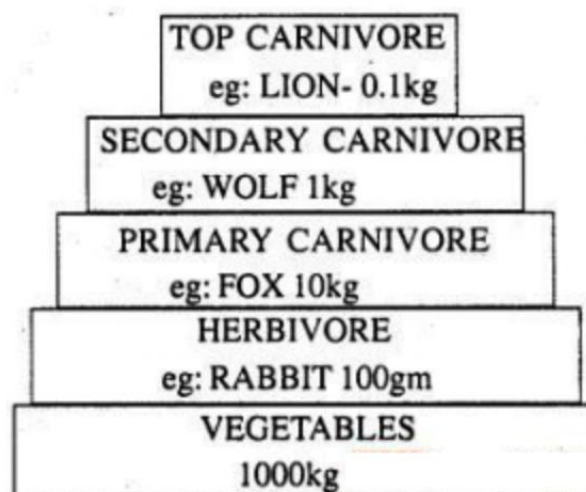 TOP CARNIVORE
eg: LION- 0.1kg
SECONDARY CARNIVORE
eg: WOLF 1kg
PRIMARY CARNIVORE
eg: FOX 10kg
HERBIVORE
eg: RABBIT 100gm
VEGETABLES
1000kg